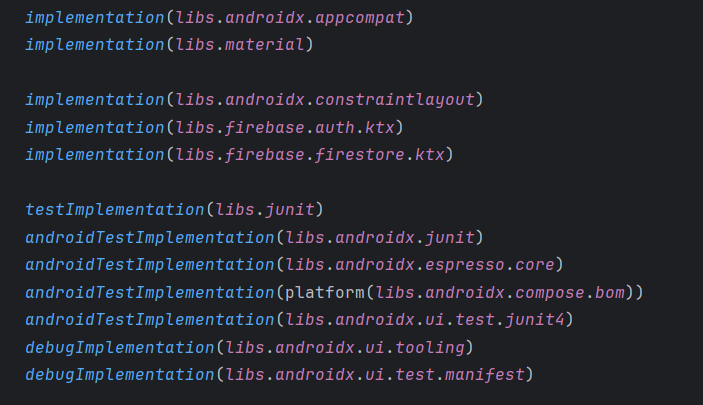 implementation(libs.androidx.appcompat)
implementation(libs.material)
implementation(libs.androidx.constraintlayout)
implementation(libs.firebase.auth.ktx)
implementation(libs.firebase.firestore.ktx)
testImplementation(libs.junit)
androidTestImplementation(libs.androidx.junit)
androidTestImplementation(libs.androidx.espresso.core)
androidTestImplementation(platform(libs.androidx.compose.bom))
androidTestImplementation(libs.androidx.ui.test.junit4)
debugImplementation(libs.androidx.ui.tooling)
debugImplementation(libs.androidx.ui.test.manifest)